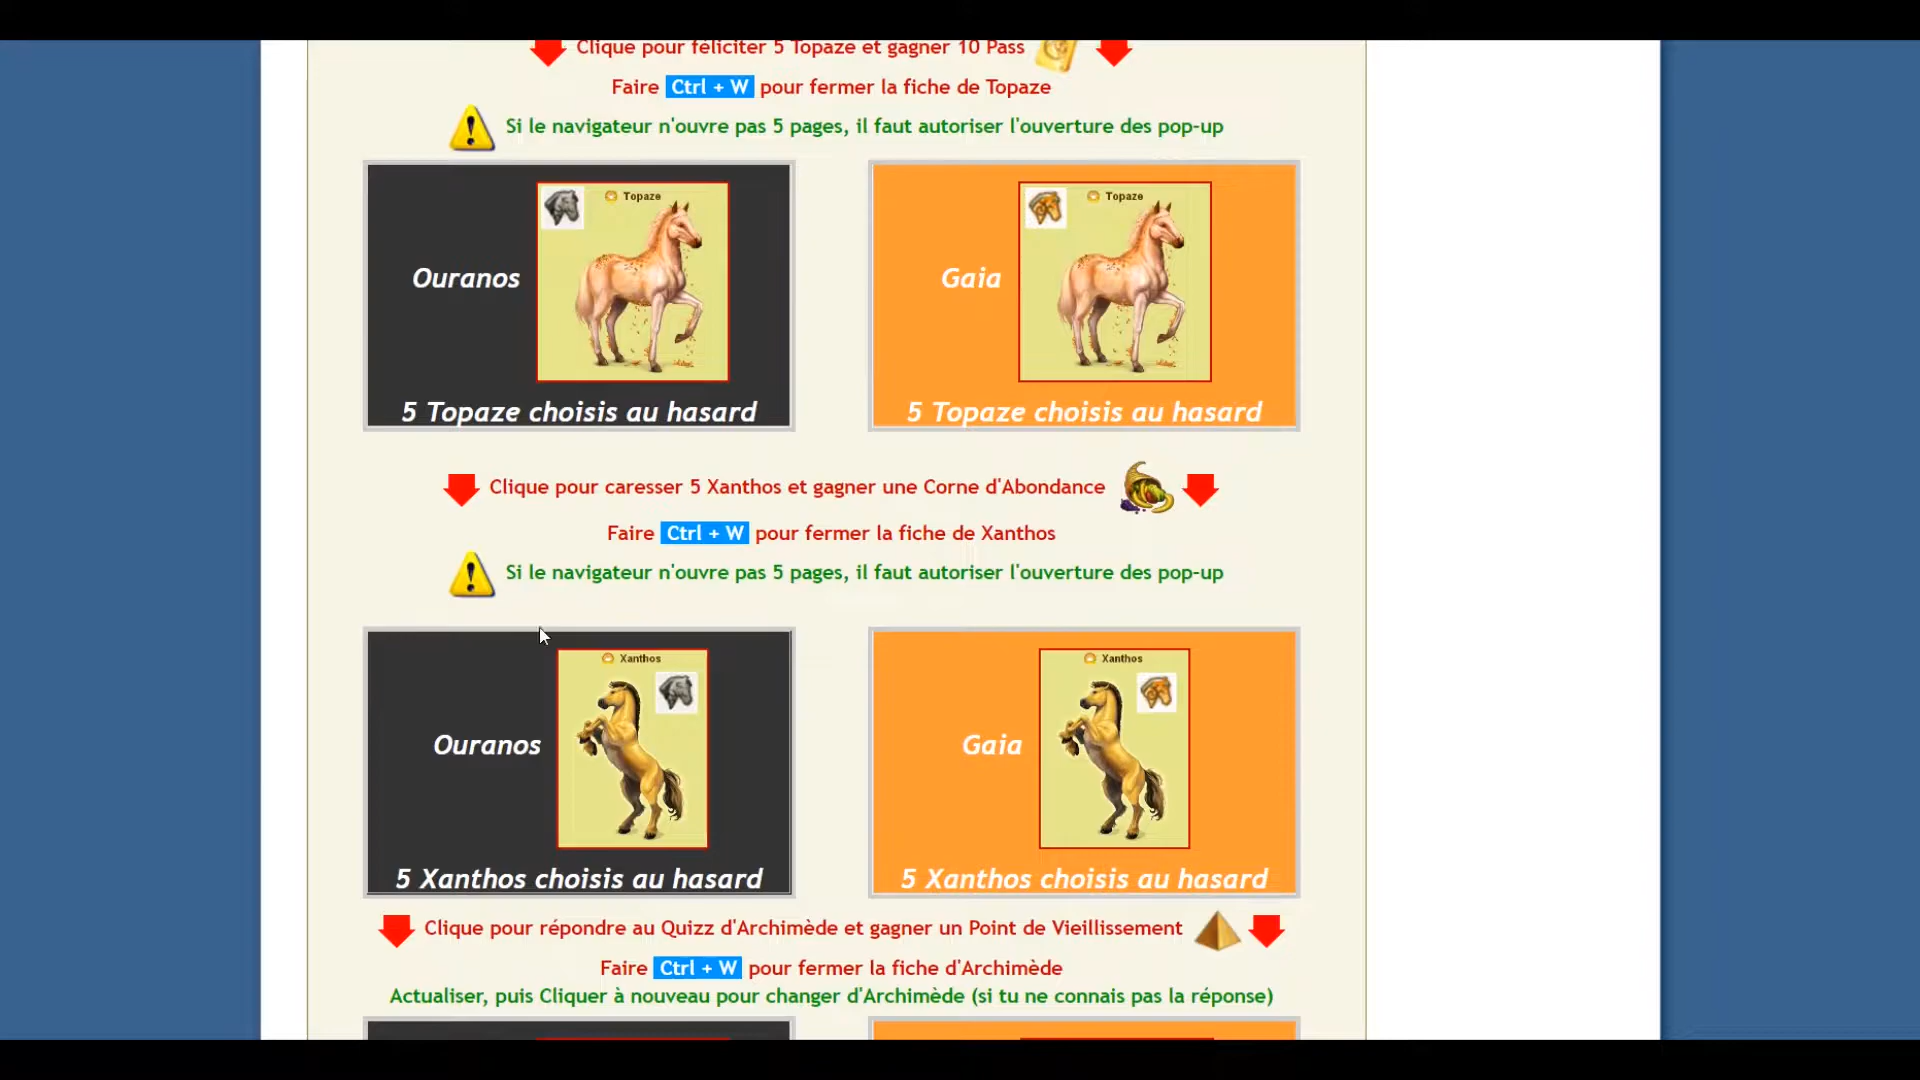 Clique pour féliciter 5 Topaze et gagner 10 Pass
Faire Ctrl + W pour fermer la fiche de Topaze
Si le navigateur n'ouvre pas 5 pages, il faut autoriser l'ouverture des pop-up
Topaze
Ouranos
5 Topaze choisis au hasard
Topaze
Gaia
5 Topaze choisis au hasard
Clique pour caresser 5 Xanthos et gagner une Corne d'Abondance
Faire Ctrl + W pour fermer la fiche de Xanthos
Si le navigateur n'ouvre pas 5 pages, il faut autoriser l'ouverture des pop-up
Xanthos
Ouranos
5 Xanthos choisis au hasard
Xanthos
Gaia
5 Xanthos choisis au hasard
Clique pour répondre au Quizz d'Archimède et gagner un Point de Vieillissement
Faire Ctrl + W pour fermer la fiche d'Archimède
Actualiser, puis Cliquer à nouveau pour changer d'Archimède (si tu ne connais pas la réponse)